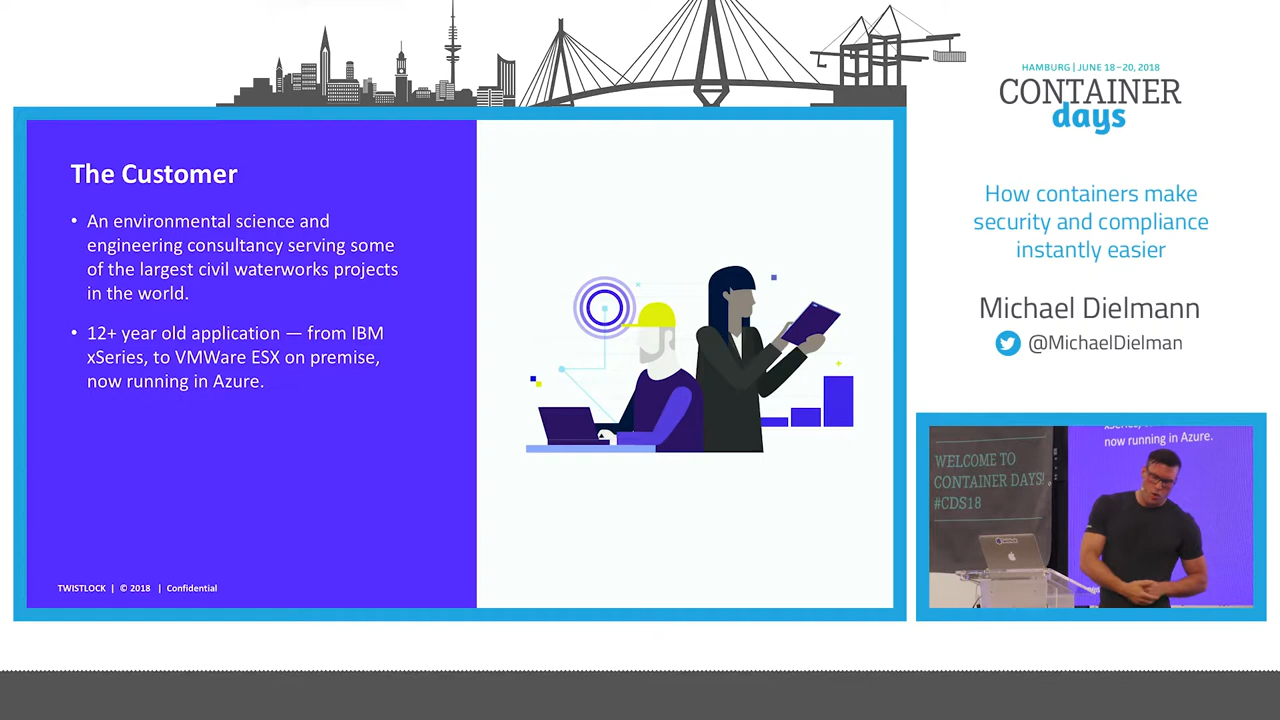 HAMBURG | JUNE 18–20, 2018
CONTAINER
days
The Customer
• An environmental science and
engineering consultancy serving some
of the largest civil waterworks projects
in the world.
• 12+ year old application — from IBM
xSeries, to VMWare ESX on premise,
now running in Azure.
TWISTLOCK | © 2018 | Confidential
How containers make
security and compliance
instantly easier
Michael Dielmann
@MichaelDielman
WELCOME TO
CONTAINER DAYS!
#CDS18
now running in Azure.